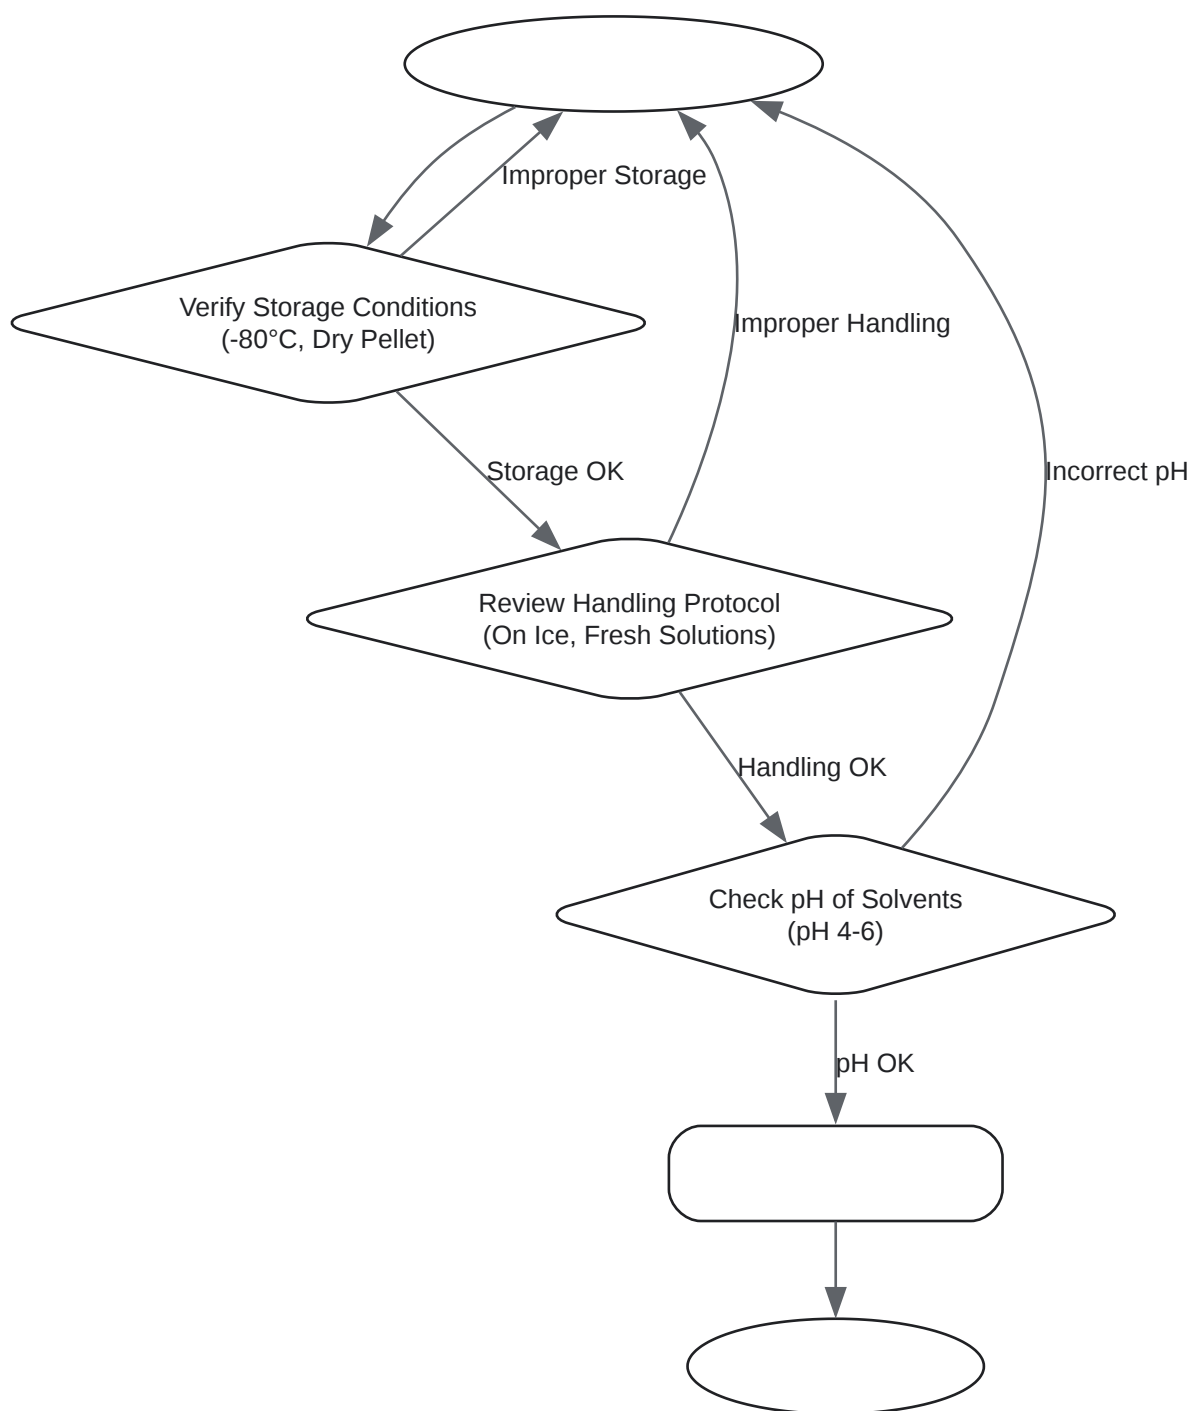 Improper Storage
Verify Storage Conditions
(-80°C, Dry Pellet)
Improper Handling
Storage OK
Incorrect pH
Review Handling Protocol
(On Ice, Fresh Solutions)
Handling OK
Check pH of Solvents
(pH 4-6)
pH OK